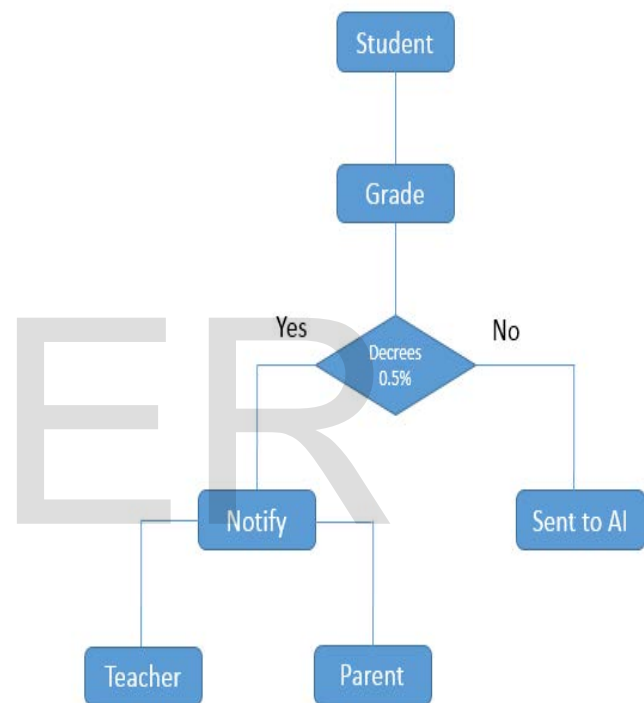 Student
Grade
Yes
No
Decrees
0.5%
ER
Notify
Sent to AI
Teacher
Parent